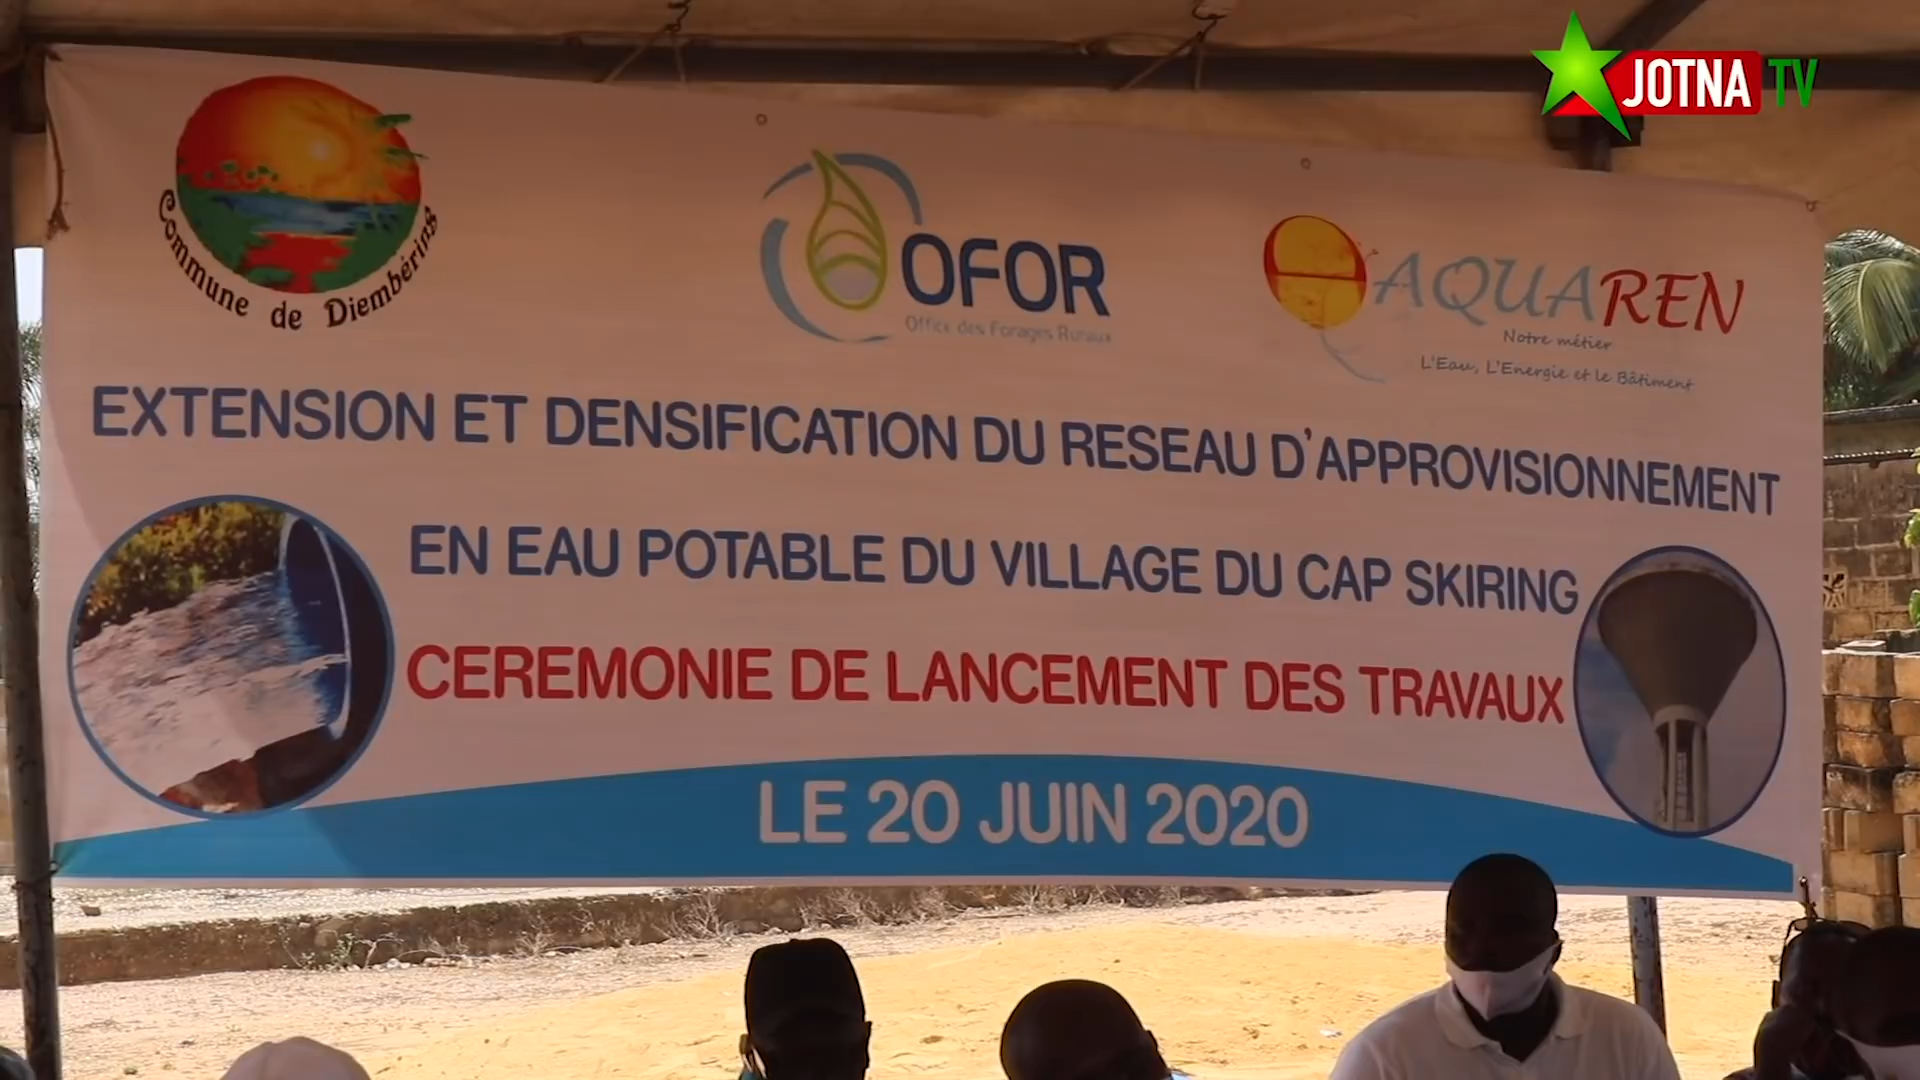 JOTNA TV
Commune de Diembéring
OFOR
Office des Forages Ruraux
AQUAREN
Notre métier
L'Eau, L'Energie et le Bâtiment
EXTENSION ET DENSIFICATION DU RESEAU D'APPROVISIONNEMENT
EN EAU POTABLE DU VILLAGE DU CAP SKIRING
CEREMONIE DE LANCEMENT DES TRAVAUX
LE 20 JUIN 2020